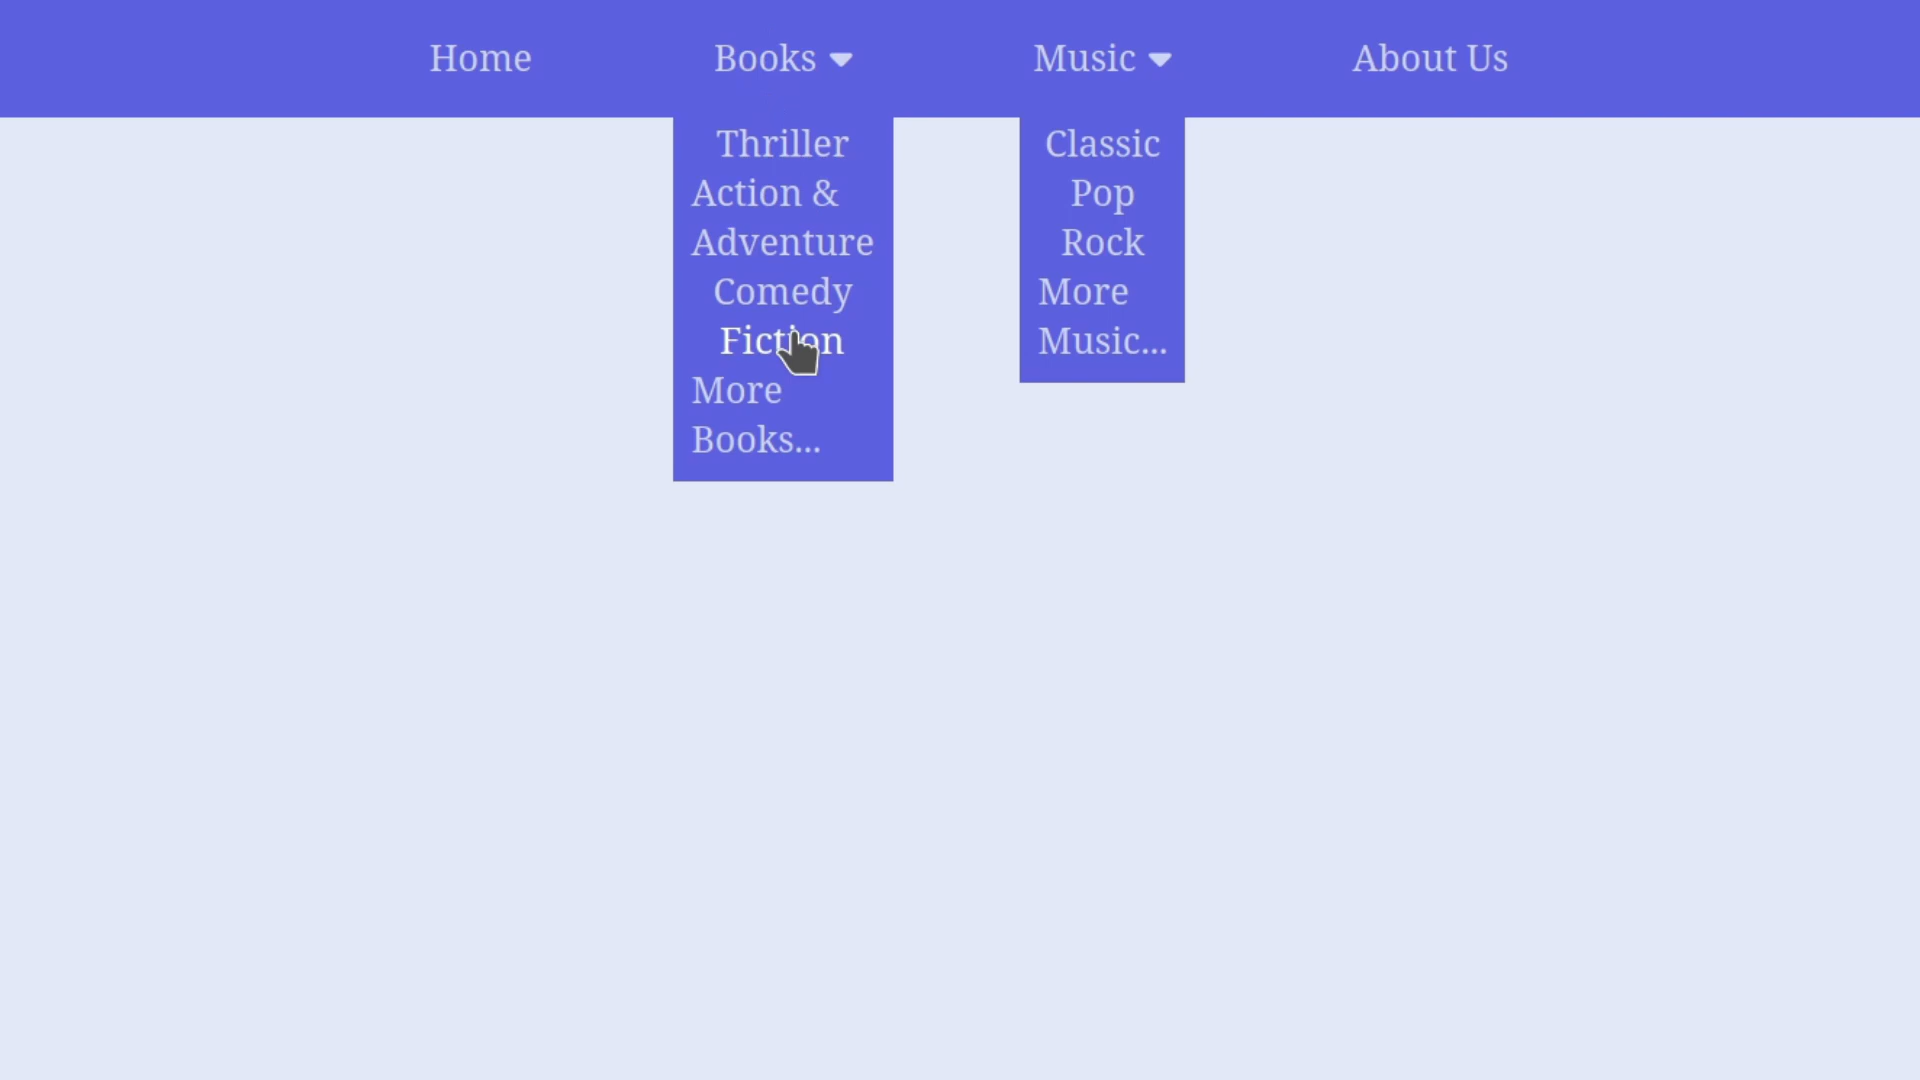 Home
Books
Music
About Us
Thriller
Action &
Adventure
Comedy
Fiction
More
Books...
Classic
Pop
Rock
More
Music...